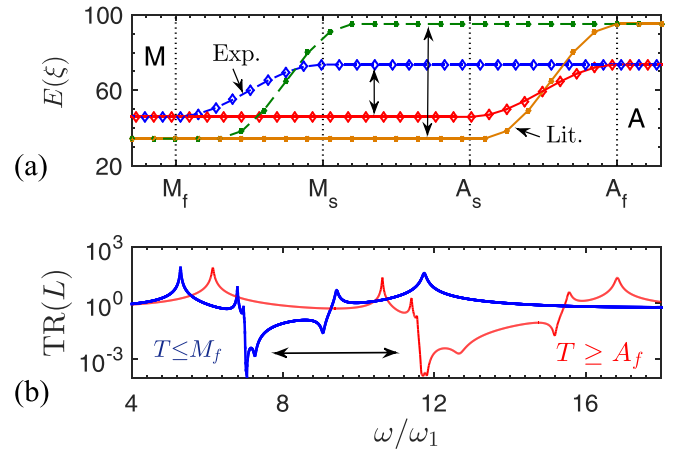 (a)
E(ξ)
100
60
20
M
Exp.
A
Lit.
M_f M_s A_s A_f
(b)
TR(L)
10^3
10^0
10^-3
T≤M_f
T ≥ A_f
4 8 12 16
ω/ω_1